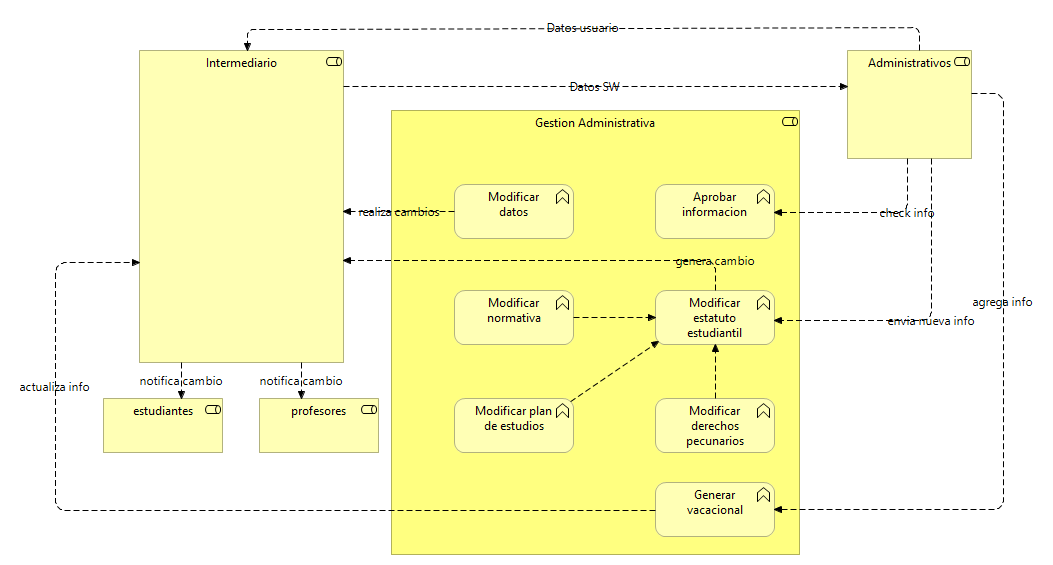 Datos usuario
Intermediario
Administrativos
Datos SW
Gestion Administrativa
Modificar
datos
Aprobar
informacion
realiza cambios
check info
genera cambio
Modificar
normativa
Modificar
estatuto
estudiantil
agrega info
envia nueva info
actualiza info
notifica cambio
notifica cambio
estudiantes
profesores
Modificar plan
de estudios
Modificar
derechos
pecunarios
Generar
vacacional